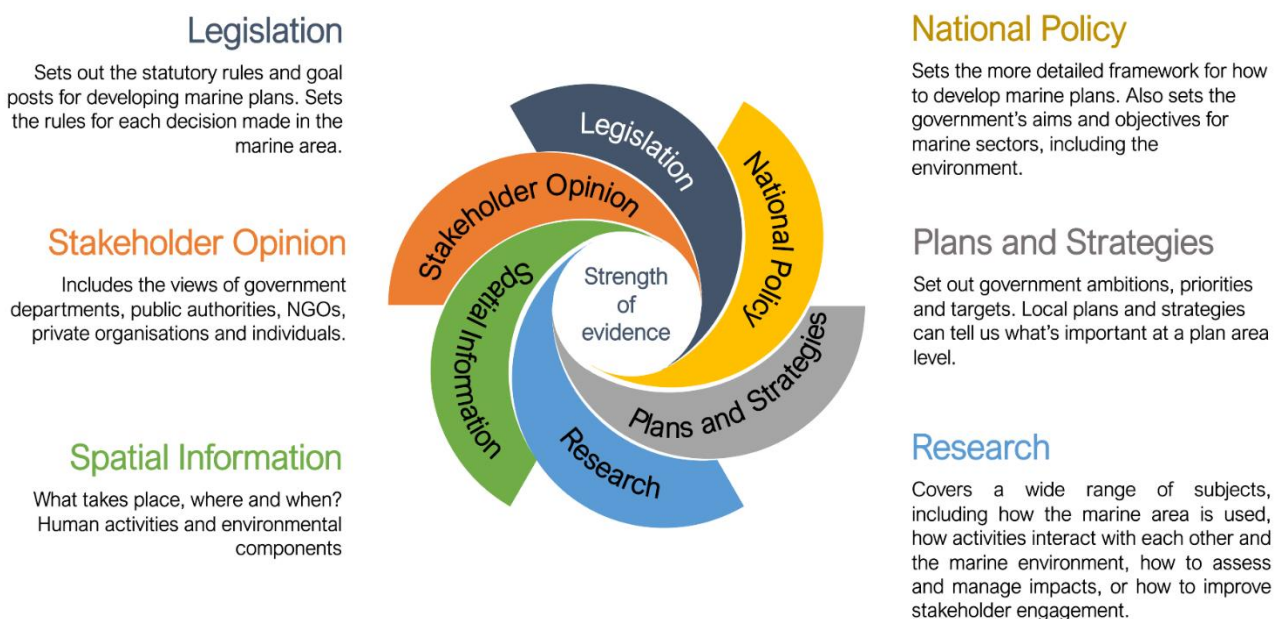 Legislation
Sets out the statutory rules and goal
posts for developing marine plans. Sets
the rules for each decision made in the
marine area.
Stakeholder Opinion
Includes the views of government
departments, public authorities, NGOs,
private organisations and individuals.
Spatial Information
What takes place, where and when?
Human activities and environmental
components
Legislation
National Policy
Plans and Strategies
Research
Spatial Information
Stakeholder Opinion
Strength
of
evidence
National Policy
Sets the more detailed framework for how
to develop marine plans. Also sets the
government’s aims and objectives for
marine sectors, including the
environment.
Plans and Strategies
Set out government ambitions, priorities
and targets. Local plans and strategies
can tell us what’s important at a plan area
level.
Research
Covers a wide range of subjects,
including how the marine area is used,
how activities interact with each other and
the marine environment, how to assess
and manage impacts, or how to improve
stakeholder engagement.